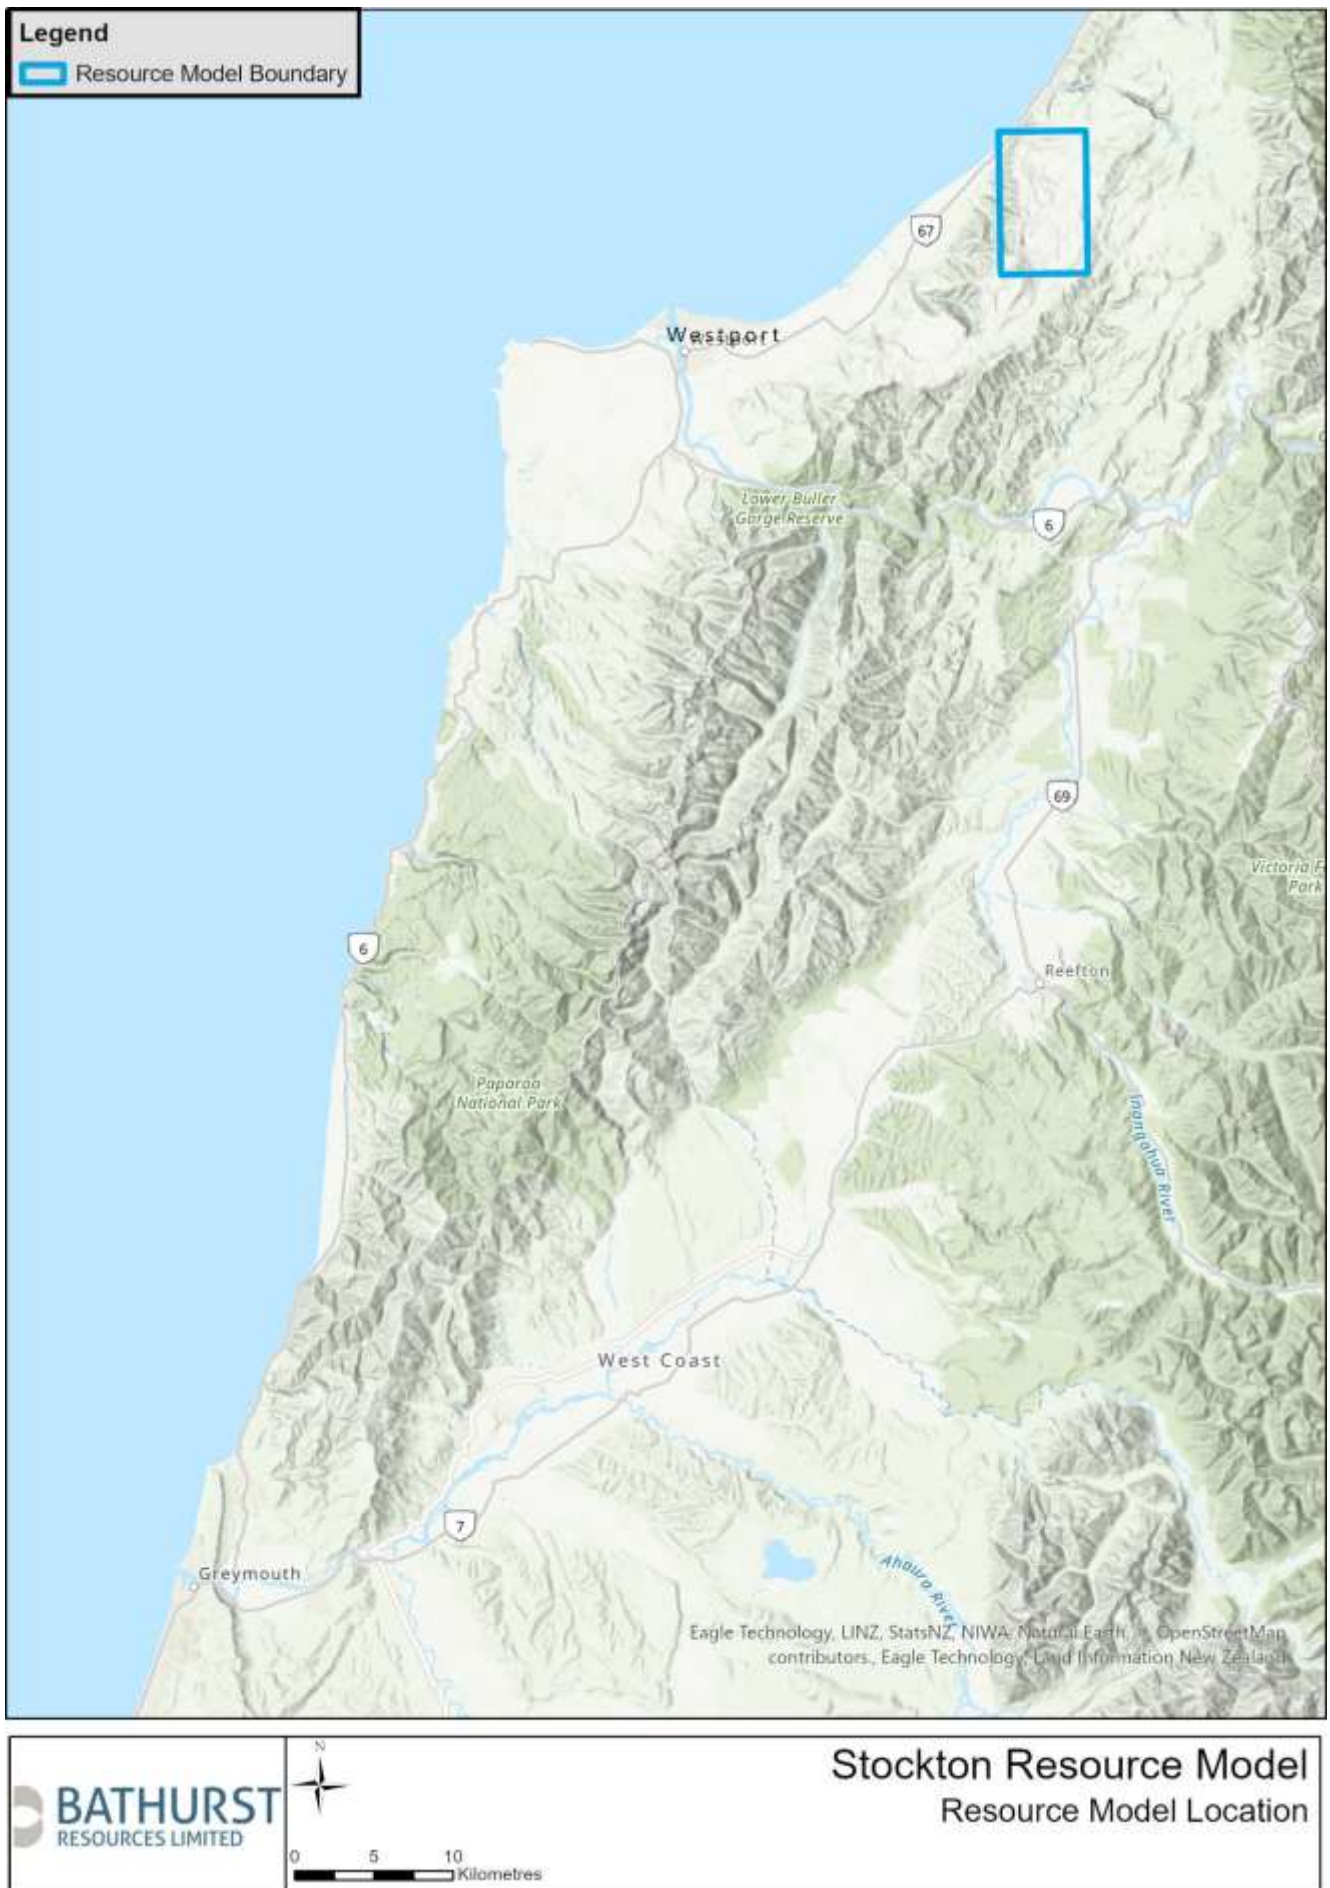 Legend
Resource Model Boundary
67
Westport
Lower Buller
Gorge Reserve
6
69
Victoria F
Park
6
Reefton
Paparoa
National Park
Inangahua River
West Coast
7
Greymouth
Ahaura River
Eagle Technology, LINZ, StatsNZ, NIWA, Natural Earth, © OpenStreetMap
contributors., Eagle Technology, Land Information New Zealand
BATHURST
RESOURCES LIMITED
N
0 5 10
Kilometres
Stockton Resource Model
Resource Model Location